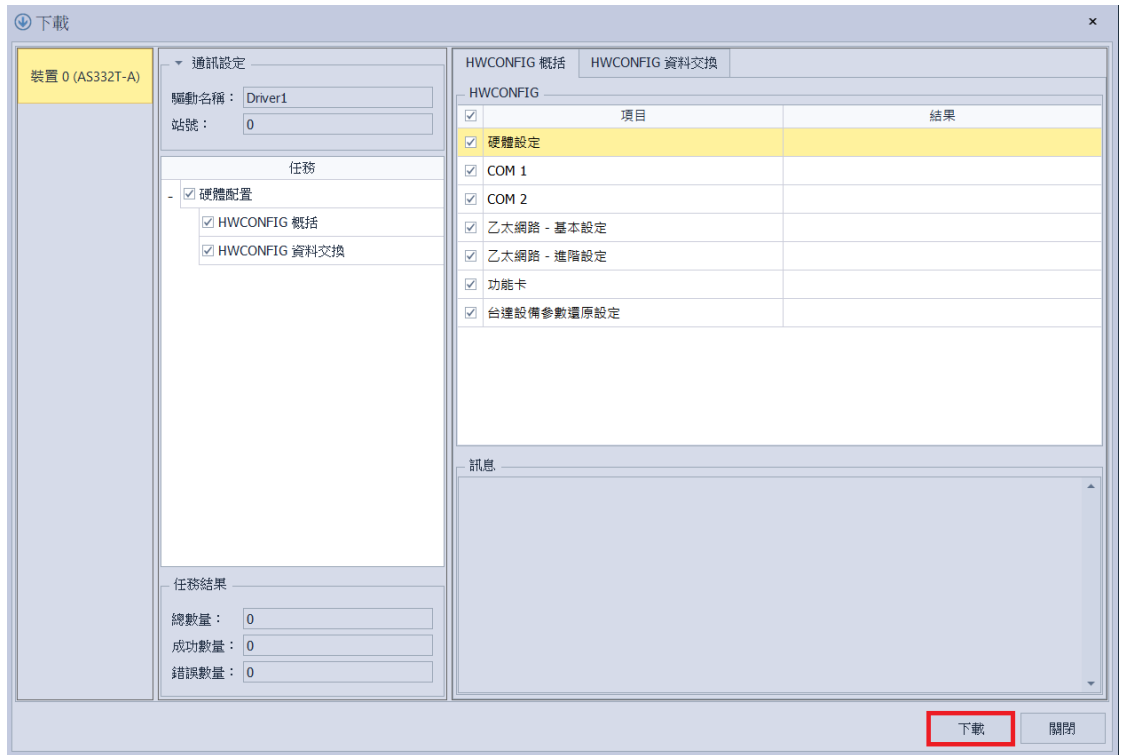 下載
×
裝置 0 (AS332T-A)
通訊設定
驅動名稱： Driver1
站號： 0
任務
- 硬體配置
HWCONFIG 概括
HWCONFIG 資料交換
任務結果
總數量： 0
成功數量： 0
錯誤數量： 0
HWCONFIG 概括 HWCONFIG 資料交換
HWCONFIG
項目 結果
硬體設定
COM 1
COM 2
乙太網路 - 基本設定
乙太網路 - 進階設定
功能卡
台達設備參數還原設定
訊息
下載 關閉